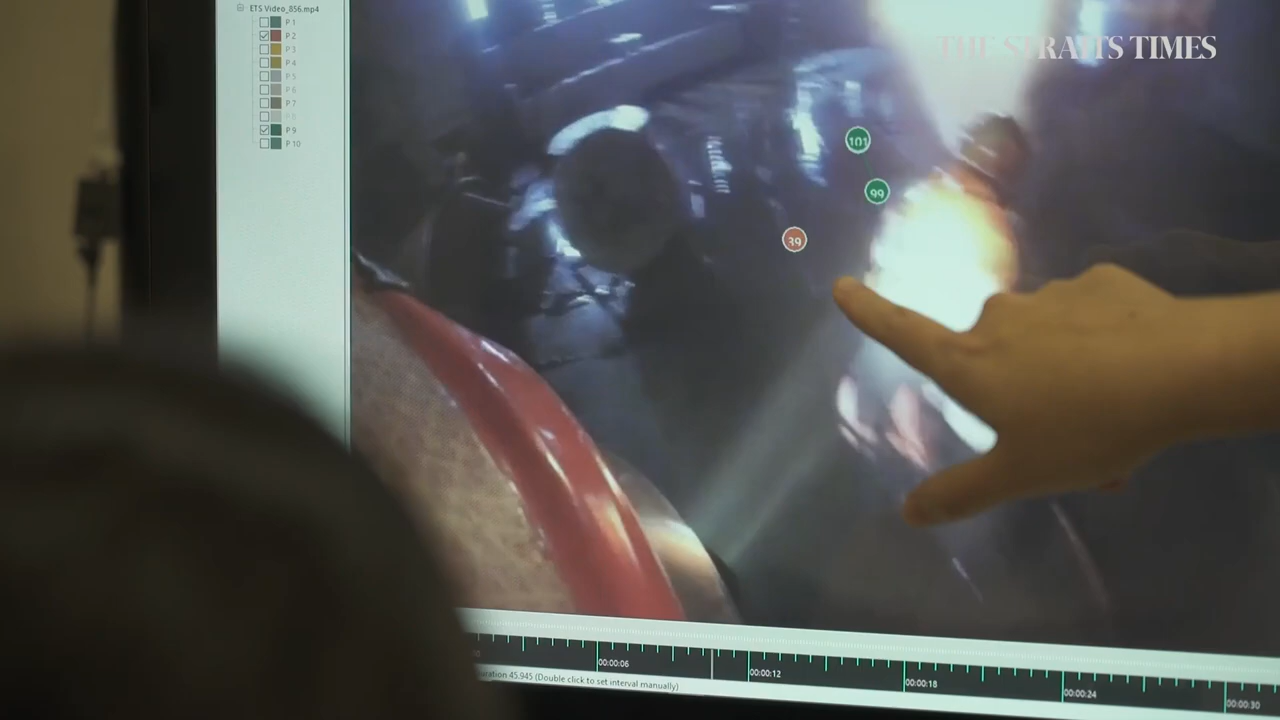 ETS Video_856.mp4
P 1
P 2
P 3
P 4
P 5
P 6
P 7
P 8
P 9
P 10
THE STRAITS TIMES
101
99
39
00:00:06
00:00:12
00:00:18
00:00:24
00:00:30
45.945 (Double click to set interval manually)